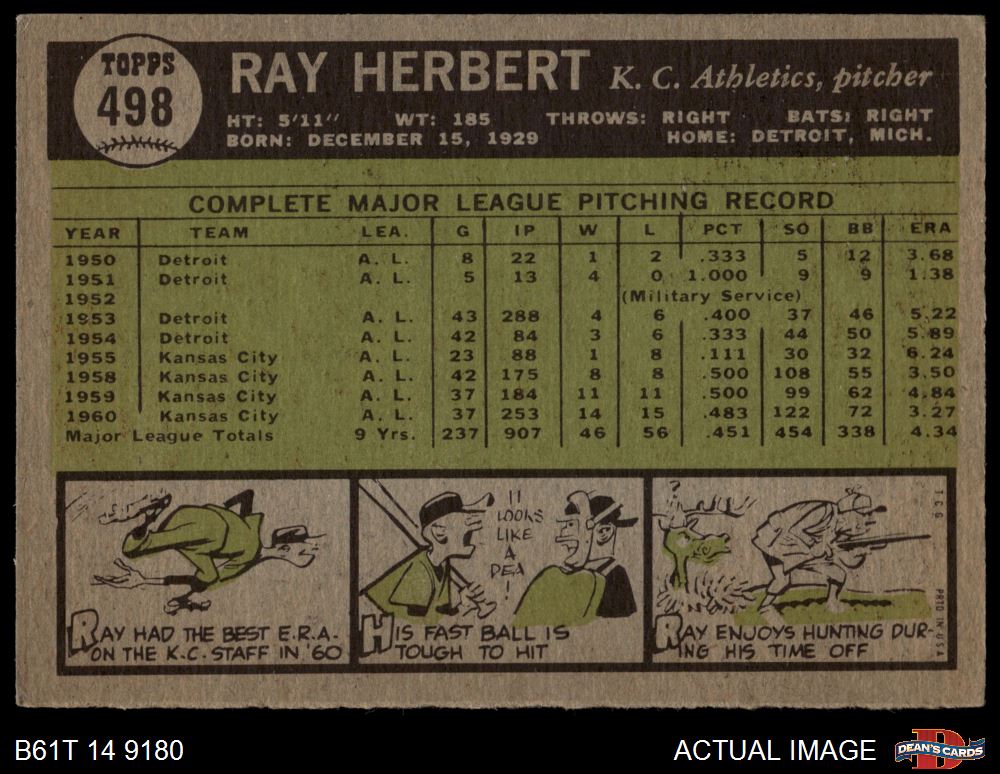 TOPPS
498
RAY HERBERT K. C. Athletics, pitcher
HT: 5'11" WT: 185 THROWS: RIGHT BATS: RIGHT
BORN: DECEMBER 15, 1929 HOME: DETROIT, MICH.
COMPLETE MAJOR LEAGUE PITCHING RECORD
YEAR TEAM LEA. G IP W L PCT SO BB ERA
1950 Detroit A. L. 8 22 1 2 .333 5 12 3.68
1951 Detroit A. L. 5 13 4 0 1.000 9 9 1.38
1952 (Military Service)
1953 Detroit A. L. 43 288 4 6 .400 37 46 5.22
1954 Detroit A. L. 42 84 3 6 .333 44 50 5.89
1955 Kansas City A. L. 23 88 1 8 .111 30 32 6.24
1958 Kansas City A. L. 42 175 8 8 .500 108 55 3.50
1959 Kansas City A. L. 37 184 11 11 .500 99 62 4.84
1960 Kansas City A. L. 37 253 14 15 .483 122 72 3.27
Major League Totals 9 Yrs. 237 907 46 56 .451 454 338 4.34
RAY HAD THE BEST E.R.A.
ON THE K.C. STAFF IN '60
IT
LOOKS
LIKE
A
PEA
!
HIS FAST BALL IS
TOUGH TO HIT
?
RAY ENJOYS HUNTING DUR-
ING HIS TIME OFF
T.C.G.
PRTD. IN U.S.A.
B61T 14 9180
ACTUAL IMAGE
DEAN'S CARDS